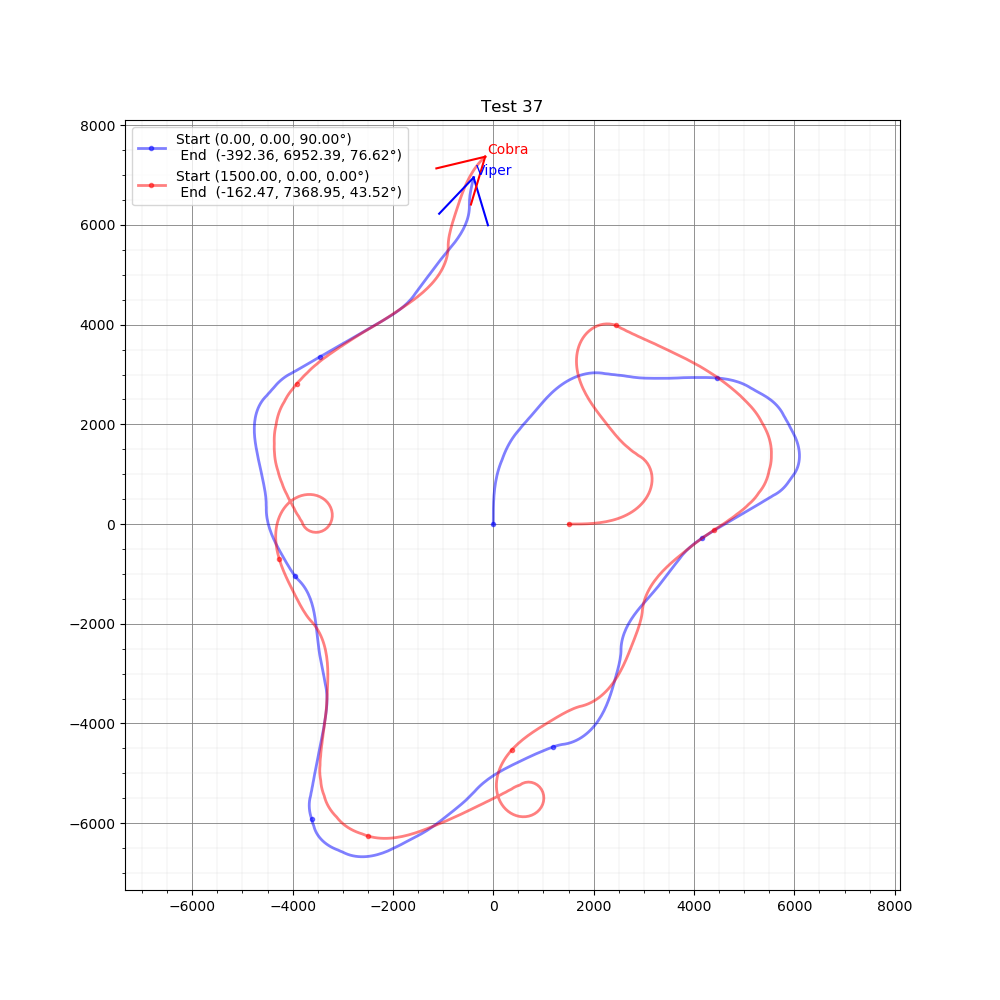 Test 37
8000
Start (0.00, 0.00, 90.00°)
End (-392.36, 6952.39, 76.62°)
Start (1500.00, 0.00, 0.00°)
End (-162.47, 7368.95, 43.52°)
Cobra
Viper
6000
4000
2000
0
−2000
−4000
−6000
−6000 −4000 −2000 0 2000 4000 6000 8000